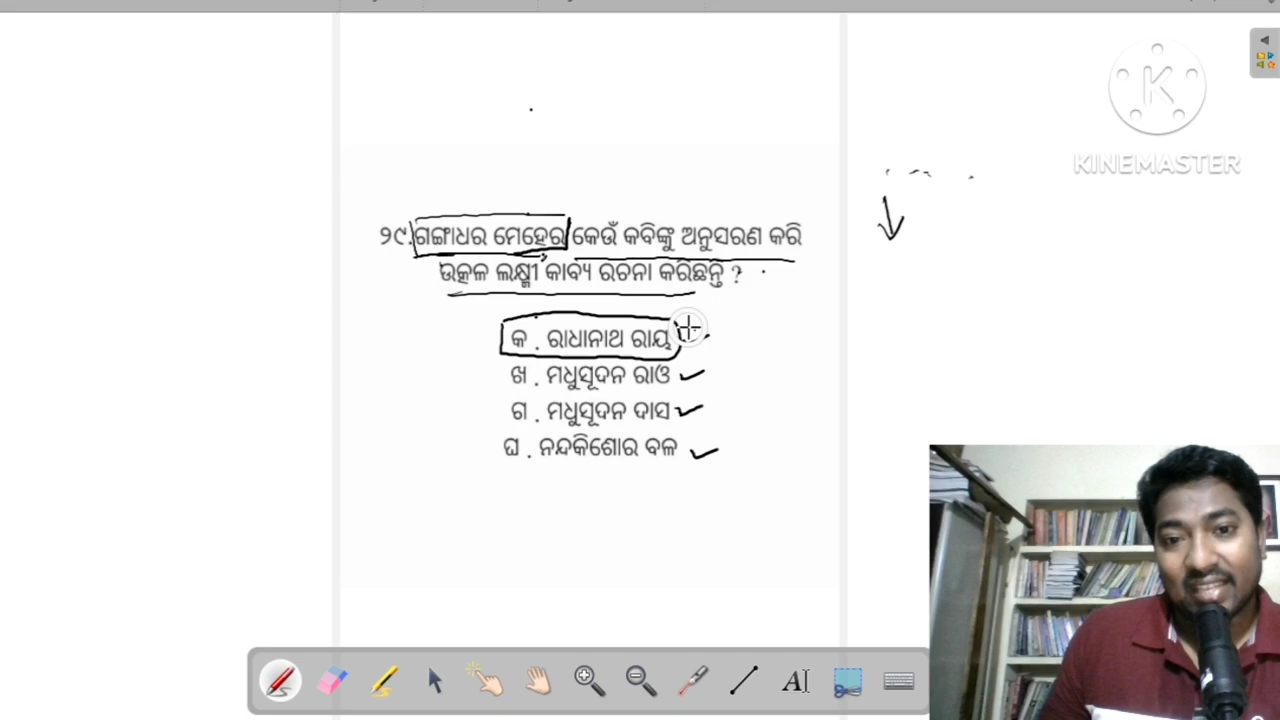 KINEMASTER
୨୯. ଗଙ୍ଗାଧର ମେହେର କେଉଁ କବିଙ୍କୁ ଅନୁସରଣ କରି
ଉତ୍କଳ ଲକ୍ଷ୍ମୀ କାବ୍ୟ ରଚନା କରିଛନ୍ତି ?
କ . ରାଧାନାଥ ରାୟ
ଖ . ମଧୁସୂଦନ ରାଓ
ଗ . ମଧୁସୂଦନ ଦାସ
ଘ . ନନ୍ଦକିଶୋର ବଳ